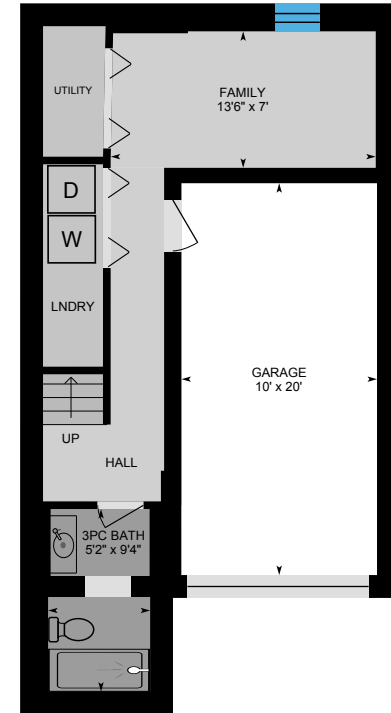 UTILITY
FAMILY
13'6" x 7'
D
W
LNDRY
GARAGE
10' x 20'
UP
HALL
3PC BATH
5'2" x 9'4"